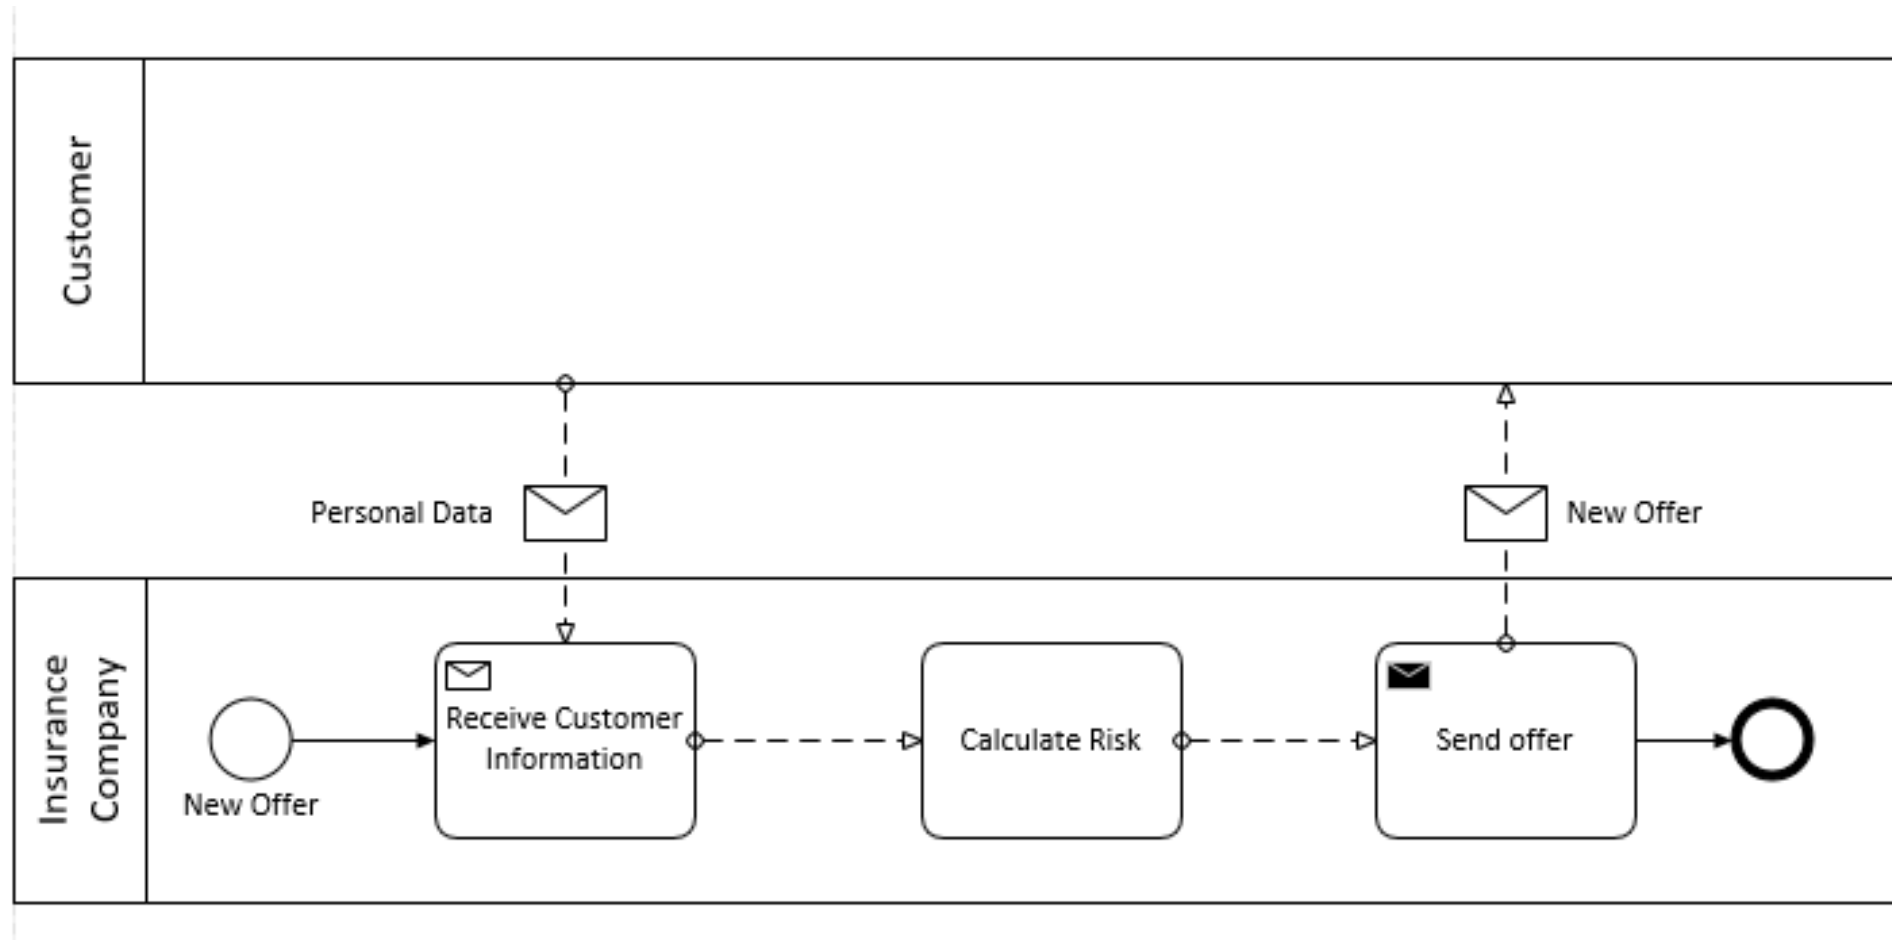 Customer
Personal Data
New Offer
Insurance
Company
New Offer
Receive Customer
Information
Calculate Risk
Send offer